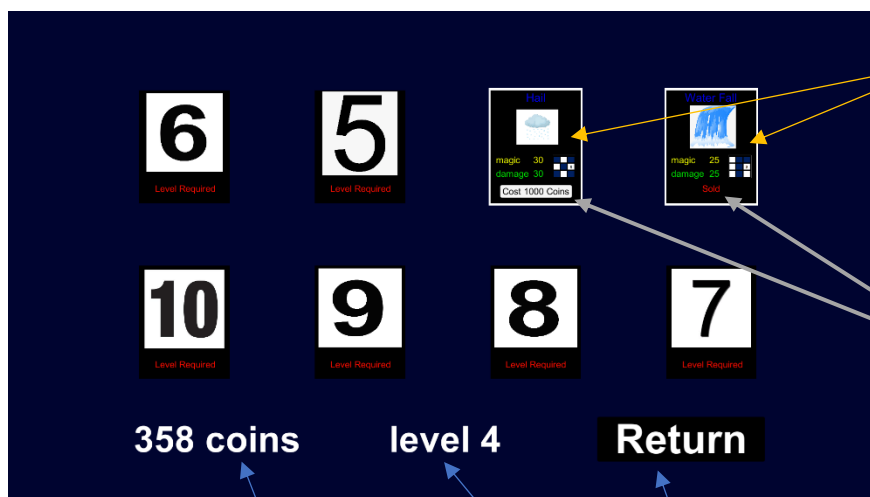 6
Level Required
5
Level Required
Hail
magic 30
damage 30
Cost 1000 Coins
Water Fall
magic 25
damage 25
Sold
10
Level Required
9
Level Required
8
Level Required
7
Level Required
358 coins
level 4
Return